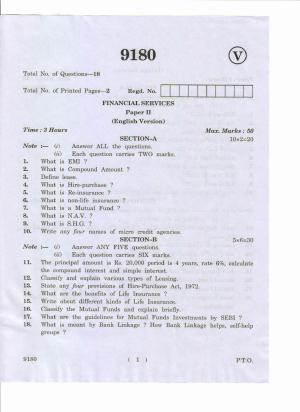 9180
V
Total No. of Questions—18
Total No. of Printed Pages—2 Regd. No.
FINANCIAL SERVICES
Paper II
(English Version)
Time : 3 Hours Max. Marks : 50
SECTION-A 10×2=20
Note :— (i) Answer ALL the questions.
(ii) Each question carries TWO marks.
1. What is EMI ?
2. What is Compound Amount ?
3. Define lease.
4. What is Hire-purchase ?
5. What is Re-insurance ?
6. What is non-life insurance ?
7. What is a Mutual Fund ?
8. What is N.A.V. ?
9. What is S.H.G. ?
10. Write any four names of micro credit agencies.
SECTION-B 5×6=30
Note :— (i) Answer ANY FIVE questions.
(ii) Each question carries SIX marks.
11. The principal amount is Rs. 20,000 period is 4 years, rate 6%, calculate
the compound interest and simple interest.
12. Classify and explain various types of Leasing.
13. State any four provisions of Hire-Purchase Act, 1972.
14. What are the benefits of Life Insurance ?
15. Write about different kinds of Life Insurance.
16. Classify the Mutual Funds and explain briefly.
17. What are the guidelines for Mutual Funds Investments by SEBI ?
18. What is meant by Bank Linkage ? How Bank Linkage helps, self-help
groups ?
9180 ( 1 ) P.T.O.